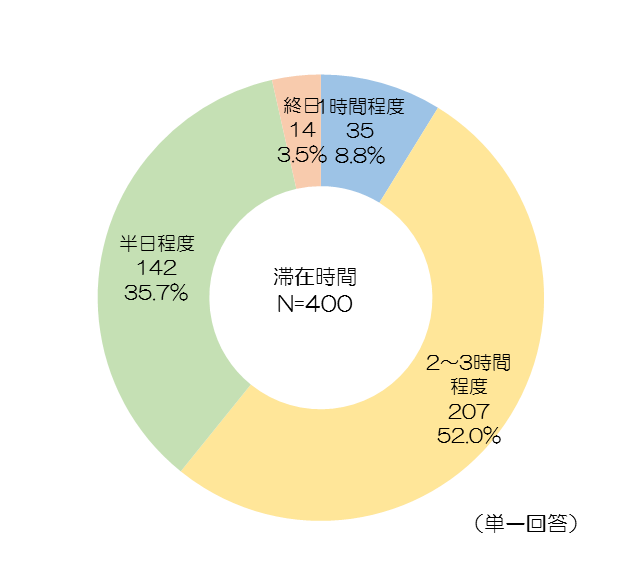 終日
14
3.5%
1時間程度
35
8.8%
半日程度
142
35.7%
滞在時間
N=400
2～3時間
程度
207
52.0%
（単一回答）